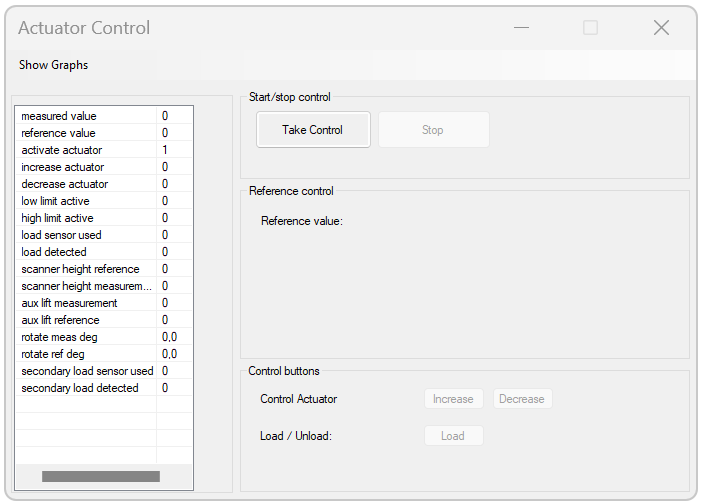 Actuator Control
Show Graphs
measured value 0
reference value 0
activate actuator 1
increase actuator 0
decrease actuator 0
low limit active 0
high limit active 0
load sensor used 0
load detected 0
scanner height reference 0
scanner height measurem... 0
aux lift measurement 0
aux lift reference 0
rotate meas deg 0,0
rotate ref deg 0,0
secondary load sensor used 0
secondary load detected 0
Start/stop control
Take Control Stop
Reference control
Reference value:
Control buttons
Control Actuator Increase Decrease
Load / Unload: Load